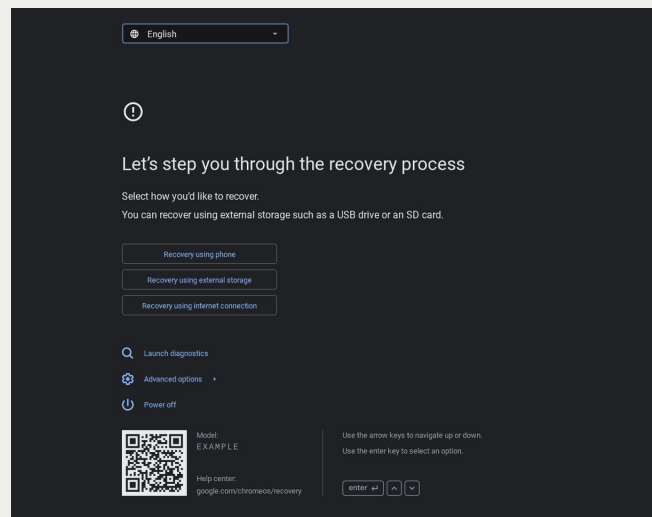 English
Let's step you through the recovery process
Select how you'd like to recover.
You can recover using external storage such as a USB drive or an SD card.
Recovery using phone
Recovery using external storage
Recovery using internet connection
Launch diagnostics
Advanced options
Power off
Model:
EXAMPLE
Help center:
google.com/chromeos/recovery
Use the arrow keys to navigate up or down.
Use the enter key to select an option.
enter